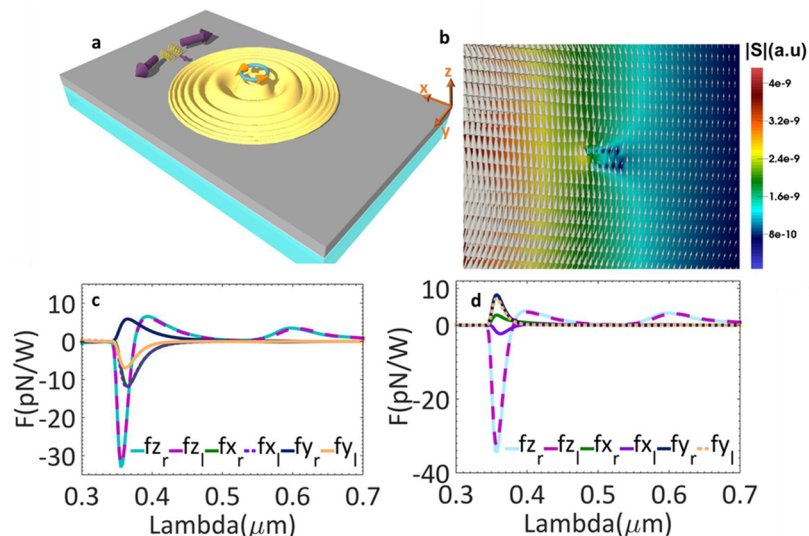 a
x
z
y
b
|S|(a.u)
4e-9
3.2e-9
2.4e-9
1.6e-9
8e-10
c
F(pN/W)
10
0
-10
-20
-30
fz_r fz_l fx_r fx_l fy_r fy_l
0.3 0.4 0.5 0.6 0.7
Lambda(μm)
d
F(pN/W)
10
0
-20
-40
fz_r fz_l fx_r fx_l fy_r fy_l
0.3 0.4 0.5 0.6 0.7
Lambda(μm)